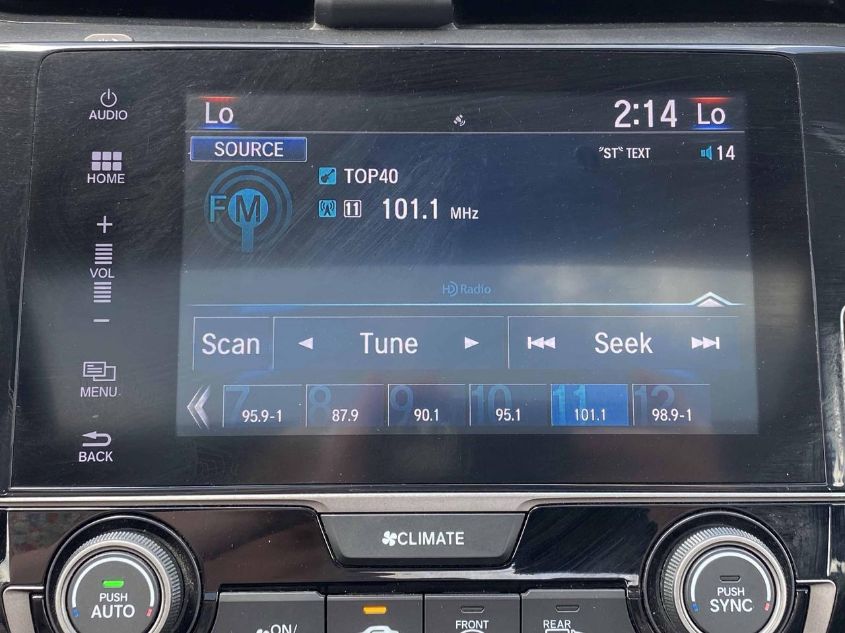 AUDIO
HOME
+
VOL
−
MENU
BACK
Lo 2:14 Lo
SOURCE "ST" TEXT 14
FM
TOP40
11 101.1 MHz
HD Radio
Scan Tune Seek
7 8 9 10 11 12
95.9-1 87.9 90.1 95.1 101.1 98.9-1
CLIMATE
PUSH
AUTO
PUSH
SYNC
ON/
FRONT
REAR